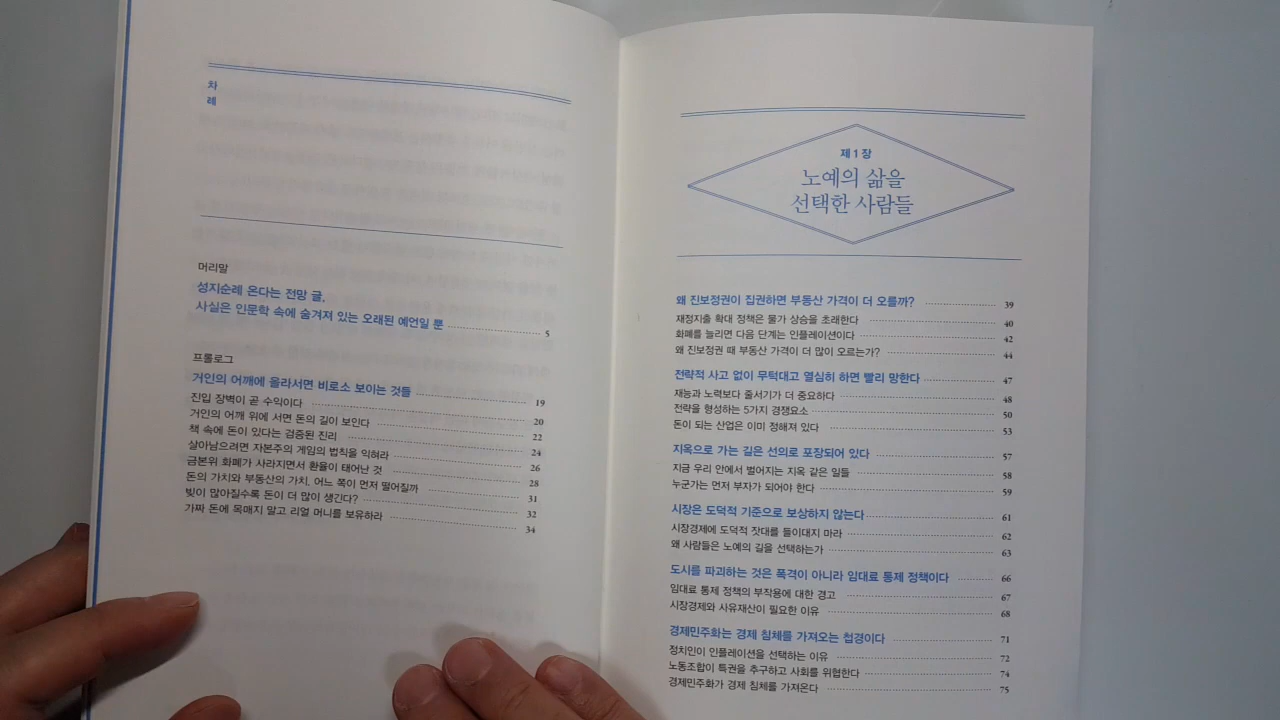 차
례
머리말
성지순례 온다는 전망 글,
사실은 인문학 속에 숨겨져 있는 오래된 예언일 뿐 5
프롤로그
거인의 어깨에 올라서면 비로소 보이는 것들 19
진입 장벽이 곧 수익이다 20
거인의 어깨 위에 서면 돈의 길이 보인다 22
책 속에 돈이 있다는 검증된 진리 24
살아남으려면 자본주의 게임의 법칙을 익혀라 26
금본위 화폐가 사라지면서 환율이 태어난 것 28
돈의 가치와 부동산의 가치, 어느 쪽이 먼저 떨어질까 31
빚이 많아질수록 돈이 더 많이 생긴다? 32
가짜 돈에 목매지 말고 리얼 머니를 보유하라 34
제1장
노예의 삶을
선택한 사람들
왜 진보정권이 집권하면 부동산 가격이 더 오를까? 39
재정지출 확대 정책은 물가 상승을 초래한다 40
화폐를 늘리면 다음 단계는 인플레이션이다 42
왜 진보정권 때 부동산 가격이 더 많이 오르는가? 44
전략적 사고 없이 무턱대고 열심히 하면 빨리 망한다 47
재능과 노력보다 줄서기가 더 중요하다 48
전략을 형성하는 5가지 경쟁요소 50
돈이 되는 산업은 이미 정해져 있다 53
지옥으로 가는 길은 선의로 포장되어 있다 57
지금 우리 안에서 벌어지는 지옥 같은 일들 58
누군가는 먼저 부자가 되어야 한다 59
시장은 도덕적 기준으로 보상하지 않는다 61
시장경제에 도덕적 잣대를 들이대지 마라 62
왜 사람들은 노예의 길을 선택하는가 63
도시를 파괴하는 것은 폭격이 아니라 임대료 통제 정책이다 66
임대료 통제 정책의 부작용에 대한 경고 67
시장경제와 사유재산이 필요한 이유 68
경제민주화는 경제 침체를 가져오는 첩경이다 71
정치인이 인플레이션을 선택하는 이유 72
노동조합이 특권을 추구하고 사회를 위협한다 74
경제민주화가 경제 침체를 가져온다 75